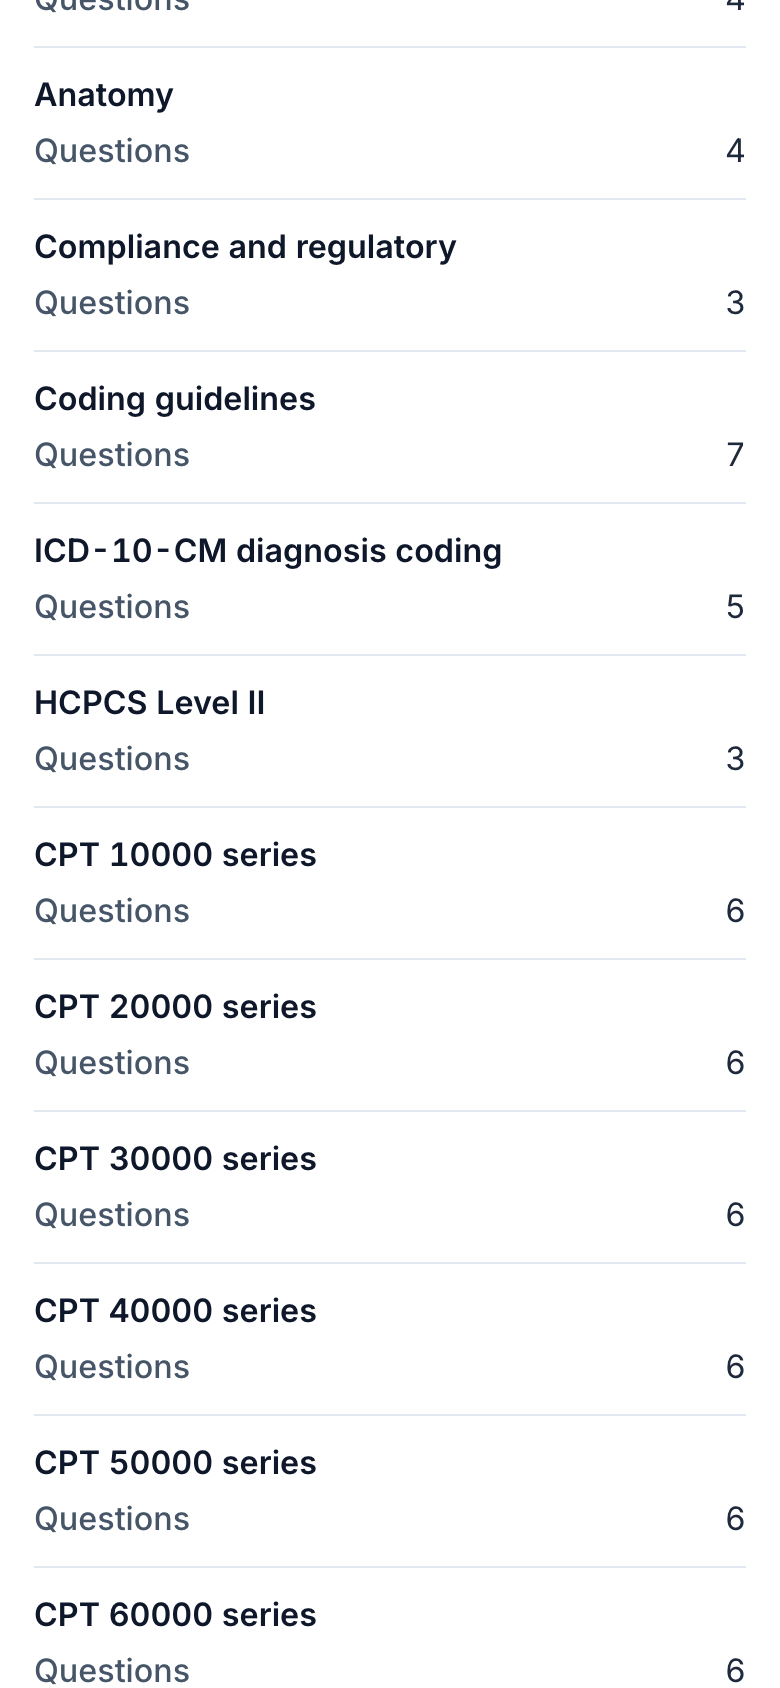 Questions 4
Anatomy
Questions 4
Compliance and regulatory
Questions 3
Coding guidelines
Questions 7
ICD-10-CM diagnosis coding
Questions 5
HCPCS Level II
Questions 3
CPT 10000 series
Questions 6
CPT 20000 series
Questions 6
CPT 30000 series
Questions 6
CPT 40000 series
Questions 6
CPT 50000 series
Questions 6
CPT 60000 series
Questions 6